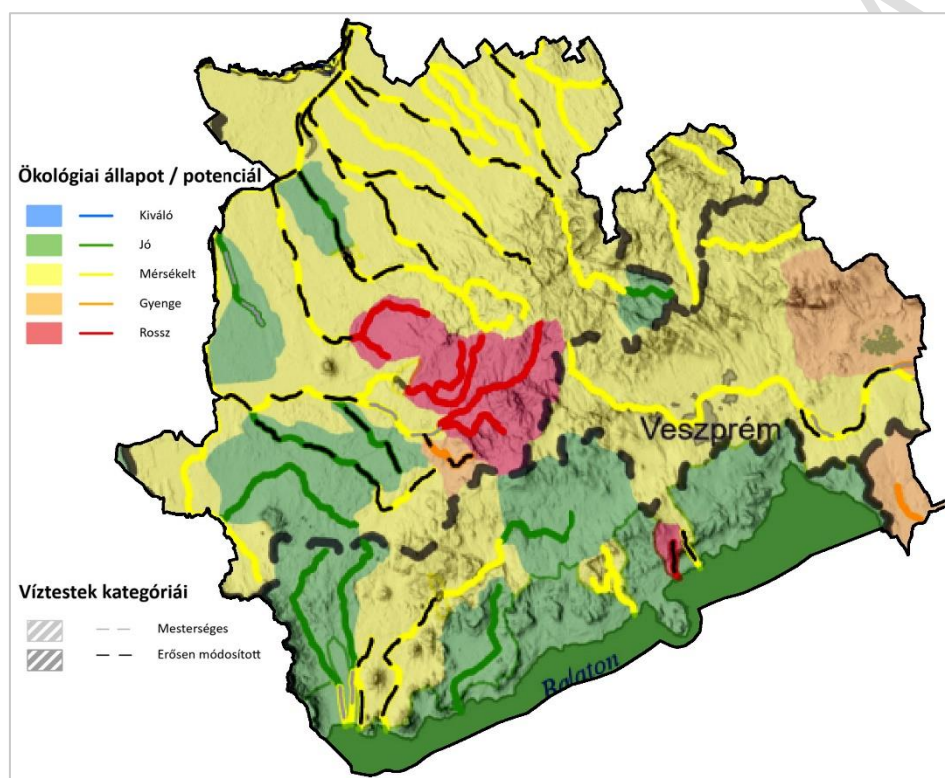 Ökológiai állapot / potenciál
Kiváló
Jó
Mérsékelt
Gyenge
Rossz
Veszprém
Víztestek kategóriái
Mesterséges
Erősen módosított
Balaton